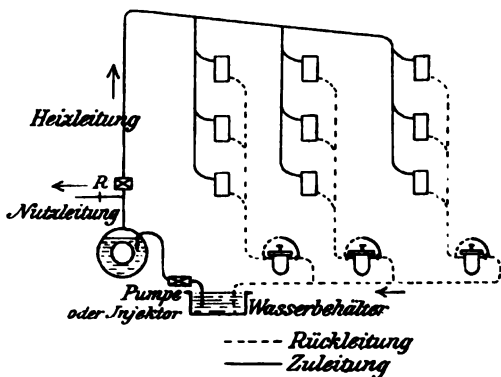 Heizleitung
R
Nutzleitung
Pumpe
oder Injektor
Wasserbehälter
Rückleitung
Zuleitung